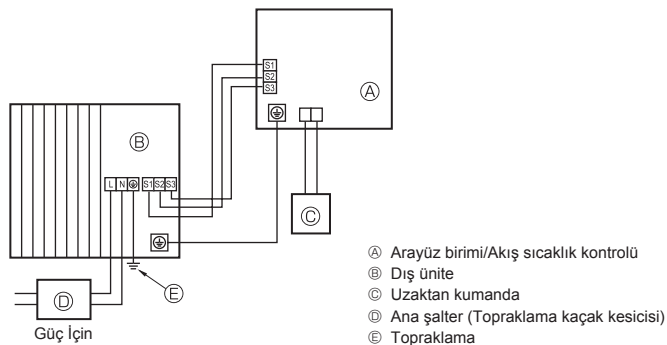 S1
S2
S3
Ⓐ
Ⓑ
L N S1 S2 S3
Ⓒ
Ⓓ
Ⓔ
Güç İçin
Ⓐ Arayüz birimi/Akış sıcaklık kontrolü
Ⓑ Dış ünite
Ⓒ Uzaktan kumanda
Ⓓ Ana şalter (Topraklama kaçak kesicisi)
Ⓔ Topraklama